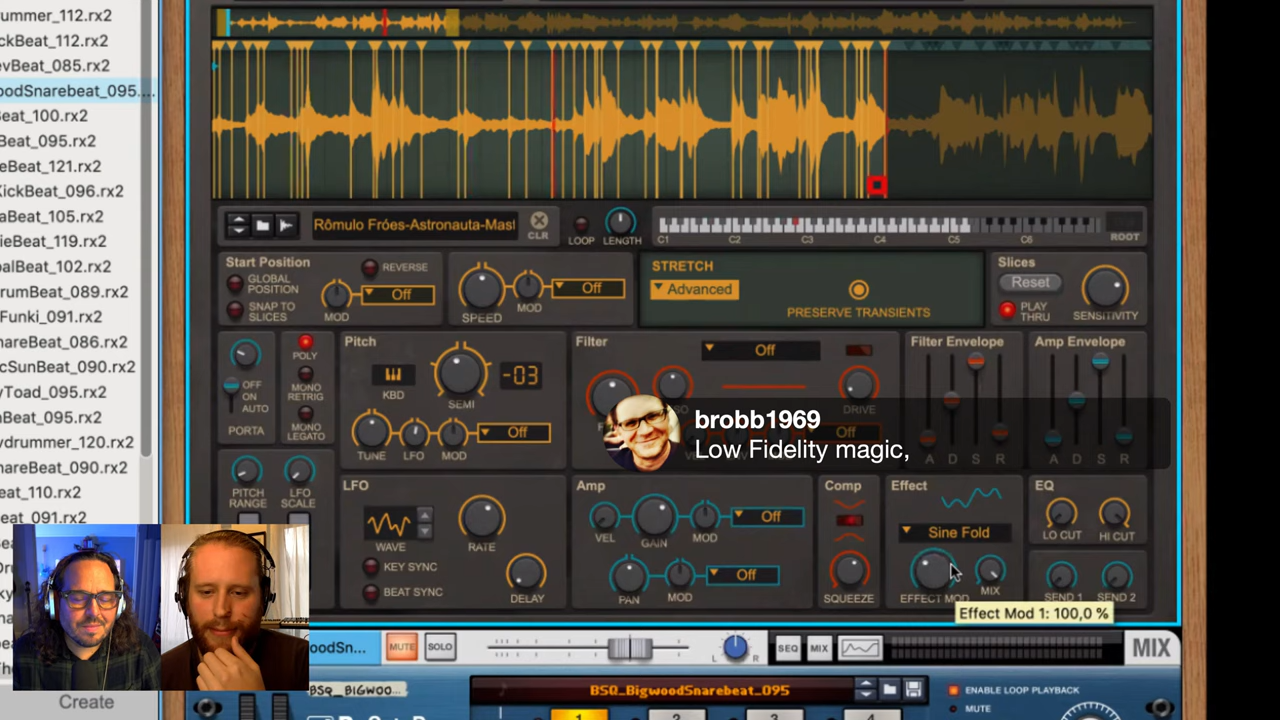 ummer_112.rx2
ckBeat_112.rx2
evBeat_085.rx2
oodSnarebeat_095....
Beat_100.rx2
Beat_095.rx2
eBeat_121.rx2
KickBeat_096.rx2
aBeat_105.rx2
ieBeat_119.rx2
balBeat_102.rx2
rumBeat_089.rx2
Funki_091.rx2
nareBeat_086.rx2
cSunBeat_090.rx2
yToad_095.rx2
nBeat_095.rx2
ydrummer_120.rx2
nareBeat_090.rx2
eat_110.rx2
eat_091.rx2
Create
Rômulo Fróes-Astronauta-Mast
CLR
LOOP
LENGTH
C1 C2 C3 C4 C5 C6
ROOT
Start Position
REVERSE
GLOBAL
POSITION
SNAP TO
SLICES
MOD
Off
SPEED
MOD
Off
STRETCH
Advanced
PRESERVE TRANSIENTS
Slices
Reset
PLAY
THRU
SENSITIVITY
OFF
ON
AUTO
PORTA
POLY
MONO
RETRIG
MONO
LEGATO
Pitch
KBD
SEMI
-03
TUNE
LFO
MOD
Off
Filter
Off
DRIVE
Off
Filter Envelope
A D S R
Amp Envelope
A D S R
brobb1969
Low Fidelity magic,
PITCH
RANGE
LFO
SCALE
LFO
WAVE
RATE
KEY SYNC
BEAT SYNC
DELAY
Amp
VEL
GAIN
MOD
Off
PAN
MOD
Off
Comp
SQUEEZE
Effect
Sine Fold
EFFECT MOD
MIX
Effect Mod 1: 100,0 %
EQ
LO CUT
HI CUT
SEND 1
SEND 2
oodSn...
MUTE
SOLO
L
R
SEQ
MIX
MIX
BSQ_BIGWOO...
BSQ_BigwoodSnarebeat_095
ENABLE LOOP PLAYBACK
MUTE
1 2 3 4